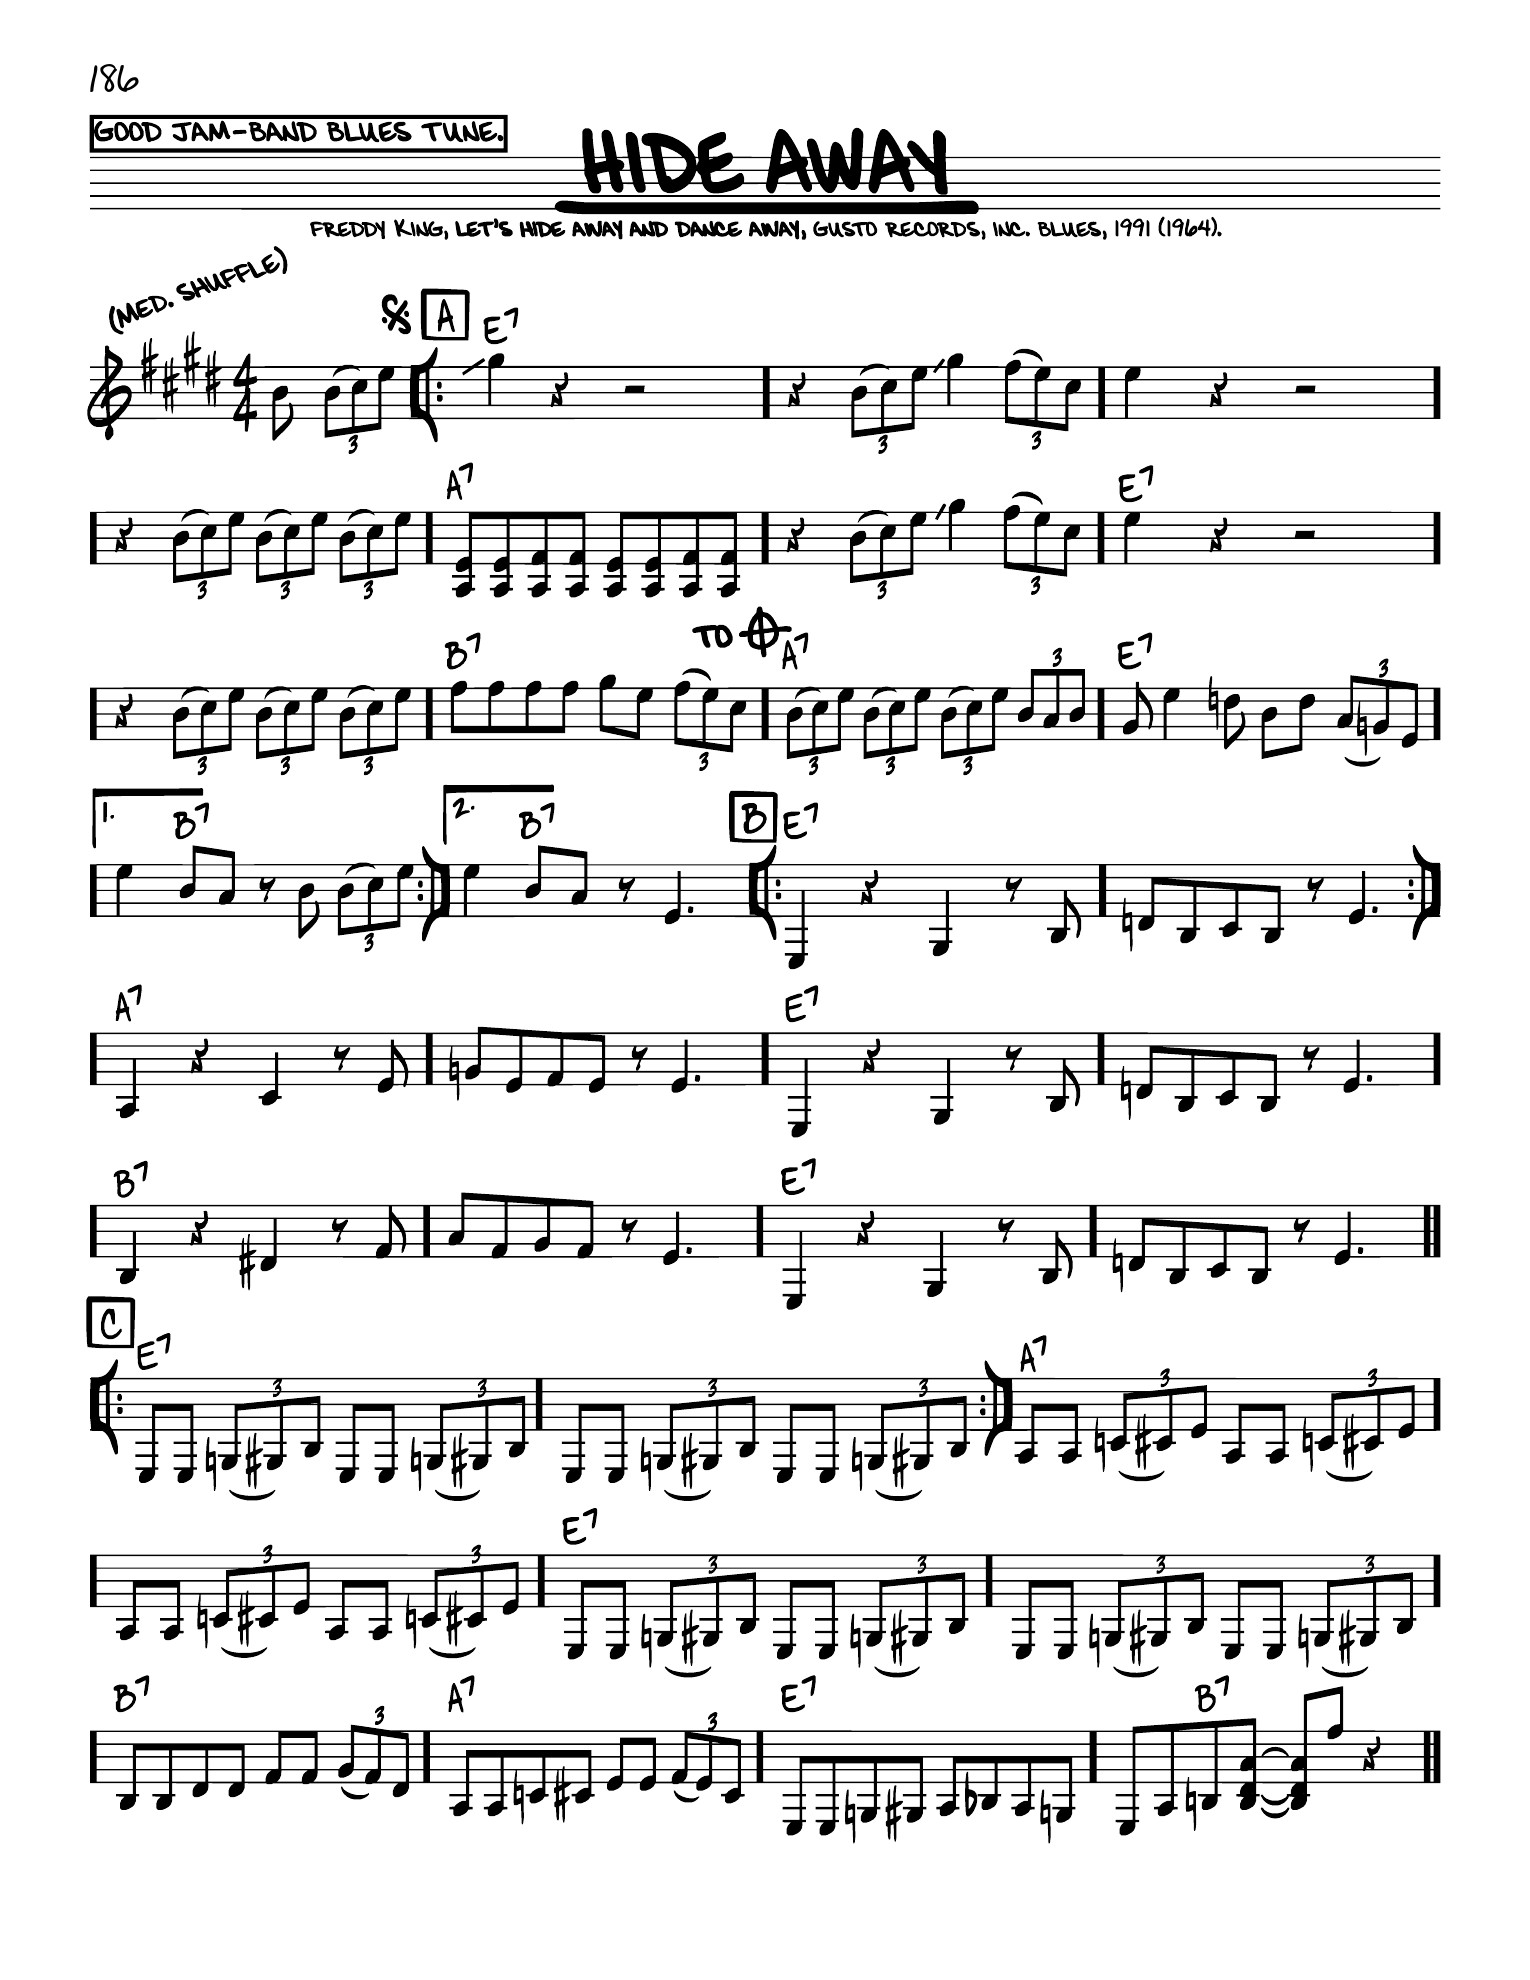 186
GOOD JAM-BAND BLUES TUNE.
HIDE AWAY
FREDDY KING, LET'S HIDE AWAY AND DANCE AWAY, GUSTO RECORDS, INC. BLUES, 1991 (1964).
(MED. SHUFFLE)
A E7
4
4
3 3 3
A7 E7
3 3 3 3 3
B7 TO A7 E7
3 3
3 3 3 3 3 3 3
1. B7 2. B7 B E7
3
A7 E7
B7 E7
C
E7 A7
3 3 3 3 3 3
E7
3 3 3 3 3 3
B7 A7 E7 B7
3 3